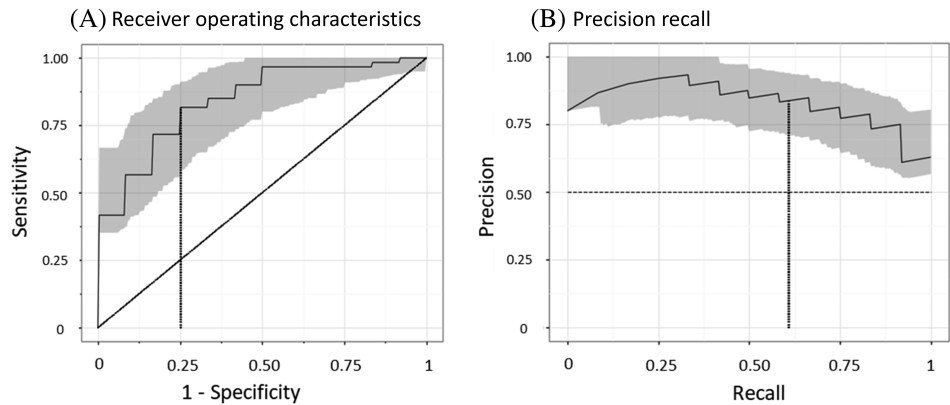 (A) Receiver operating characteristics
1.00
0.75
0.50
0.25
0
Sensitivity
0 0.25 0.50 0.75 1
1 - Specificity
(B) Precision recall
1.00
0.75
0.50
0.25
0
Precision
0 0.25 0.50 0.75 1
Recall